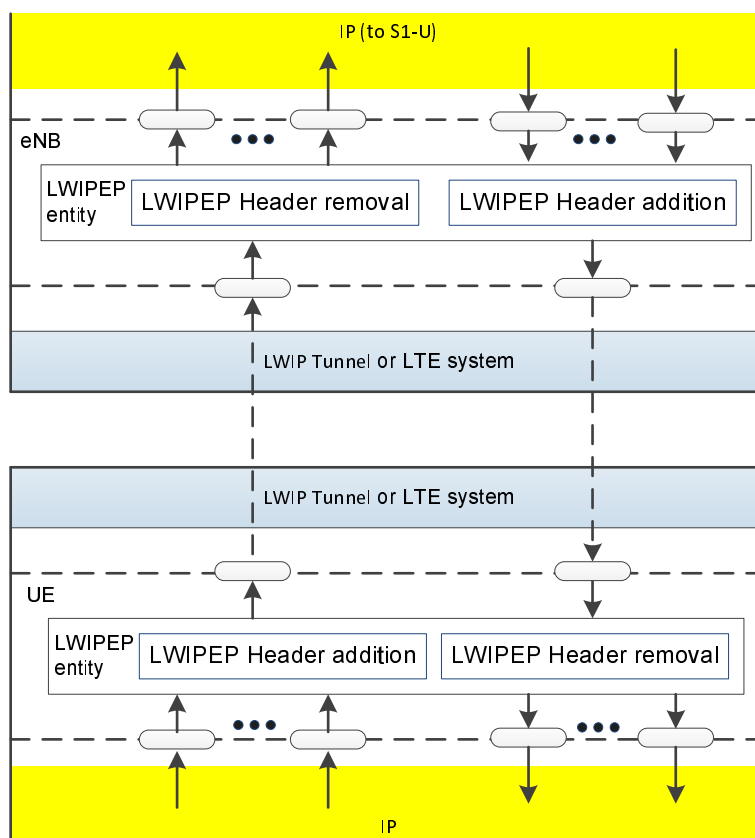 IP (to S1-U)
eNB
LWIPEP
entity
LWIPEP Header removal
LWIPEP Header addition
LWIP Tunnel or LTE system
LWIP Tunnel or LTE system
UE
LWIPEP
entity
LWIPEP Header addition
LWIPEP Header removal
IP